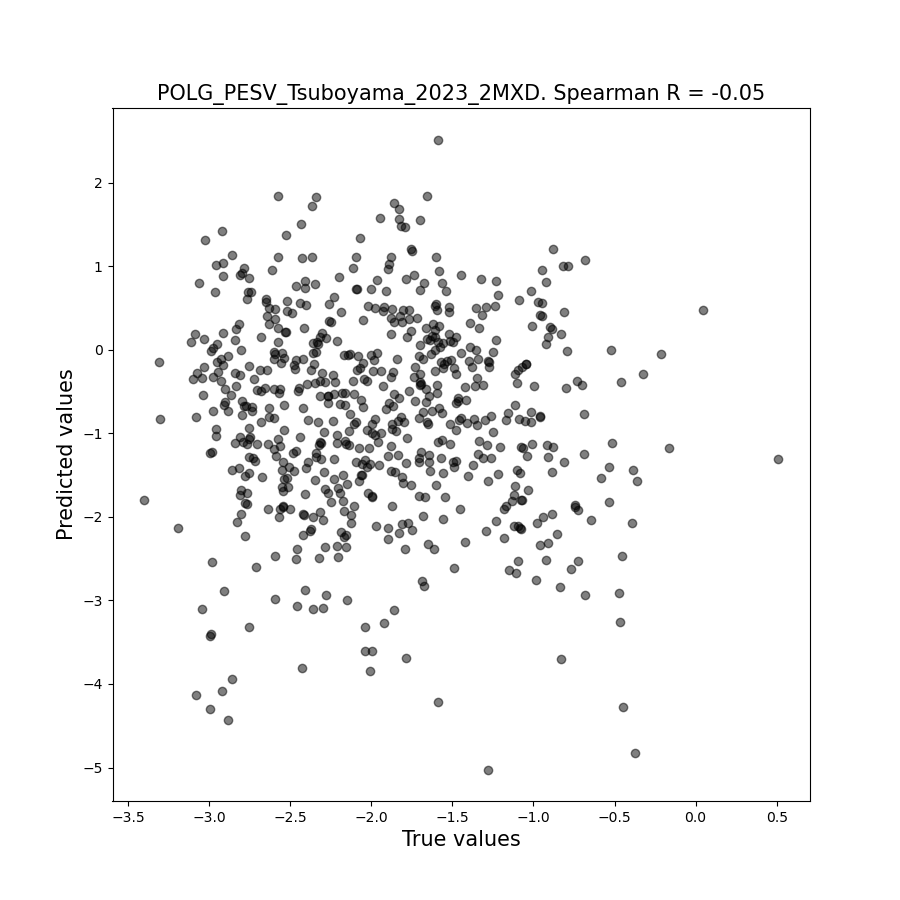 POLG_PESV_Tsuboyama_2023_2MXD. Spearman R = -0.05
Predicted values
2
1
0
−1
−2
−3
−4
−5
−3.5 −3.0 −2.5 −2.0 −1.5 −1.0 −0.5 0.0 0.5
True values